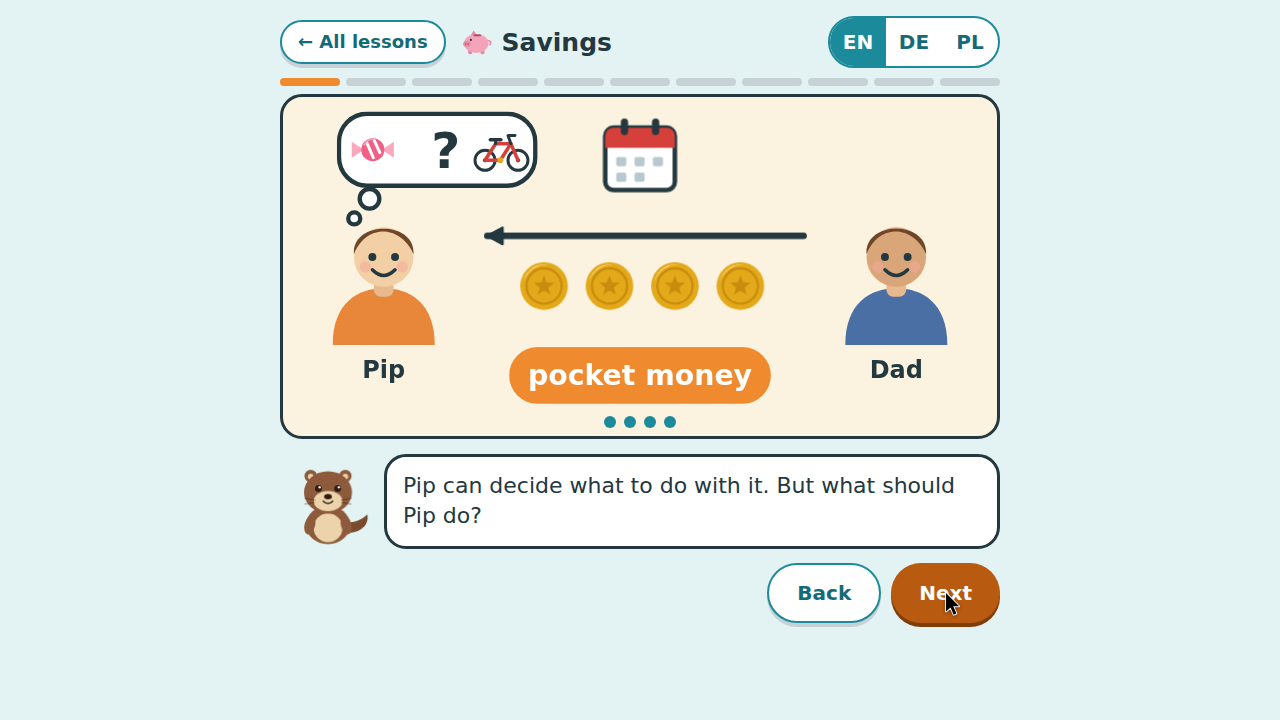 ← All lessons
Savings
EN DE PL
?
Pip
Dad
pocket money
Pip can decide what to do with it. But what should
Pip do?
Back
Next